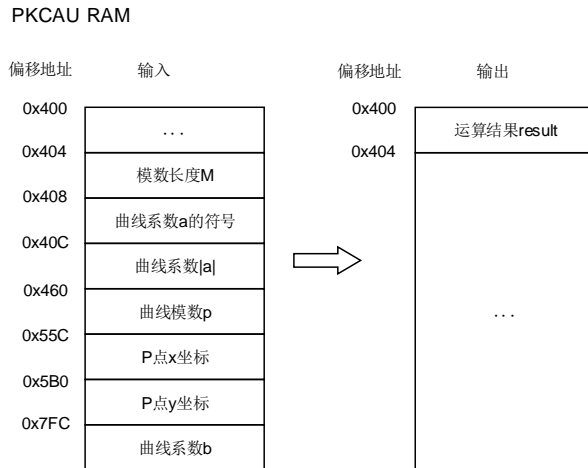 PKCAU RAM
偏移地址 输入 偏移地址 输出
0x400 0x400
... 运算结果result
0x404 0x404
模数长度M
0x408
曲线系数a的符号
0x40C
曲线系数|a|
0x460
曲线模数p
...
0x55C
P点x坐标
0x5B0
P点y坐标
0x7FC
曲线系数b